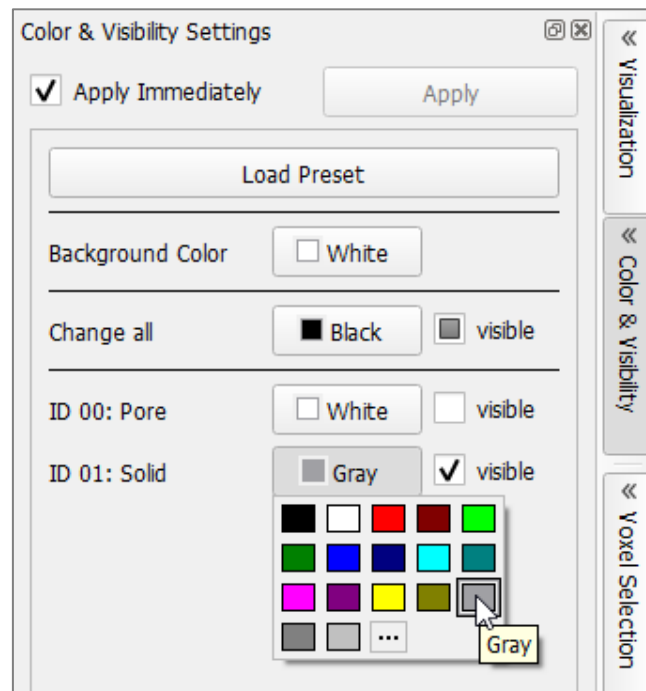 Color & Visibility Settings
Apply Immediately
Apply
Load Preset
Background Color
White
Change all
Black
visible
ID 00: Pore
White
visible
ID 01: Solid
Gray
visible
...
Gray
Visualization
Color & Visibility
Voxel Selection